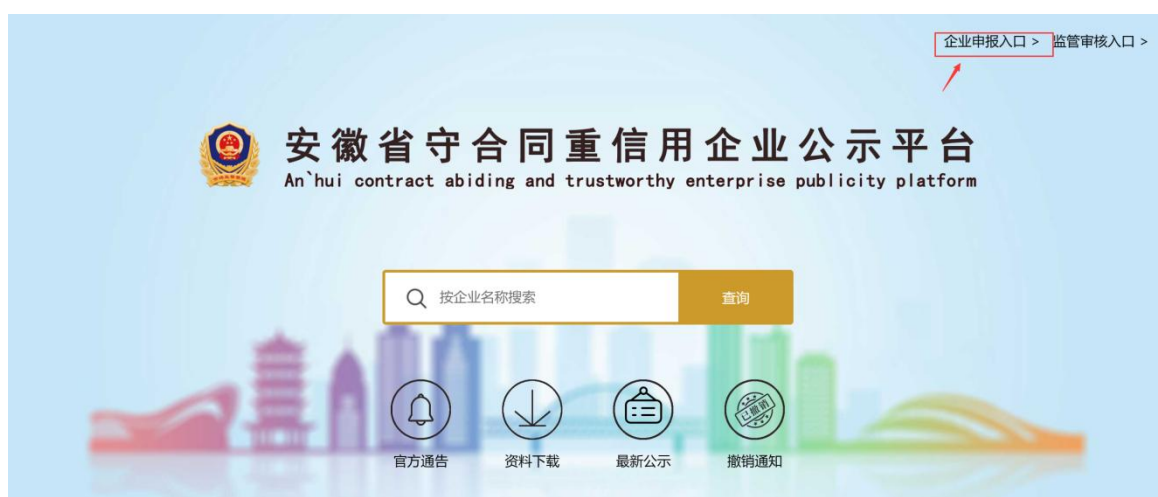 企业申报入口 > 监管审核入口 >
安徽省守合同重信用企业公示平台
An`hui contract abiding and trustworthy enterprise publicity platform
按企业名称搜索 查询
已撤销
官方通告 资料下载 最新公示 撤销通知